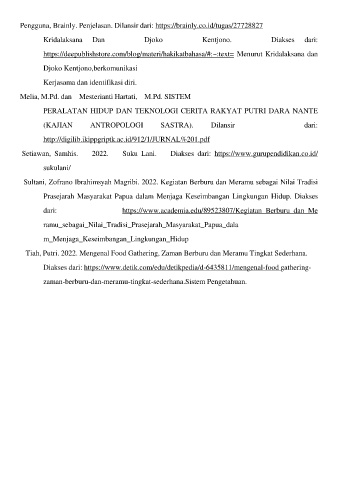 Pengguna, Brainly. Penjelasan. Dilansir dari: https://brainly.co.id/tugas/27728827
Kridalaksana Dan Djoko Kentjono. Diakses dari:
https://deepublishstore.com/blog/materi/hakikatbahasa/#:~:text= Menurut Kridalaksana dan
Djoko Kentjono,berkomunikasi
Kerjasama dan identifikasi diri.
Melia, M.Pd. dan Mesterianti Hartati, M.Pd. SISTEM
PERALATAN HIDUP DAN TEKNOLOGI CERITA RAKYAT PUTRI DARA NANTE
(KAJIAN ANTROPOLOGI SASTRA). Dilansir dari:
http://digilib.ikippgriptk.ac.id/912/1/JURNAL%201.pdf
Setiawan, Samhis. 2022. Suku Lani. Diakses dari: https://www.gurupendidikan.co.id/
sukulani/
Sultani, Zofrano Ibrahimsyah Magribi. 2022. Kegiatan Berburu dan Meramu sebagai Nilai Tradisi
Prasejarah Masyarakat Papua dalam Menjaga Keseimbangan Lingkungan Hidup. Diakses
dari: https://www.academia.edu/89523807/Kegiatan_Berburu_dan_Me
ramu_sebagai_Nilai_Tradisi_Prasejarah_Masyarakat_Papua_dala
m_Menjaga_Keseimbangan_Lingkungan_Hidup
Tiah, Putri. 2022. Mengenal Food Gathering, Zaman Berburu dan Meramu Tingkat Sederhana.
Diakses dari: https://www.detik.com/edu/detikpedia/d-6435811/mengenal-food gathering-
zaman-berburu-dan-meramu-tingkat-sederhana.Sistem Pengetahuan.